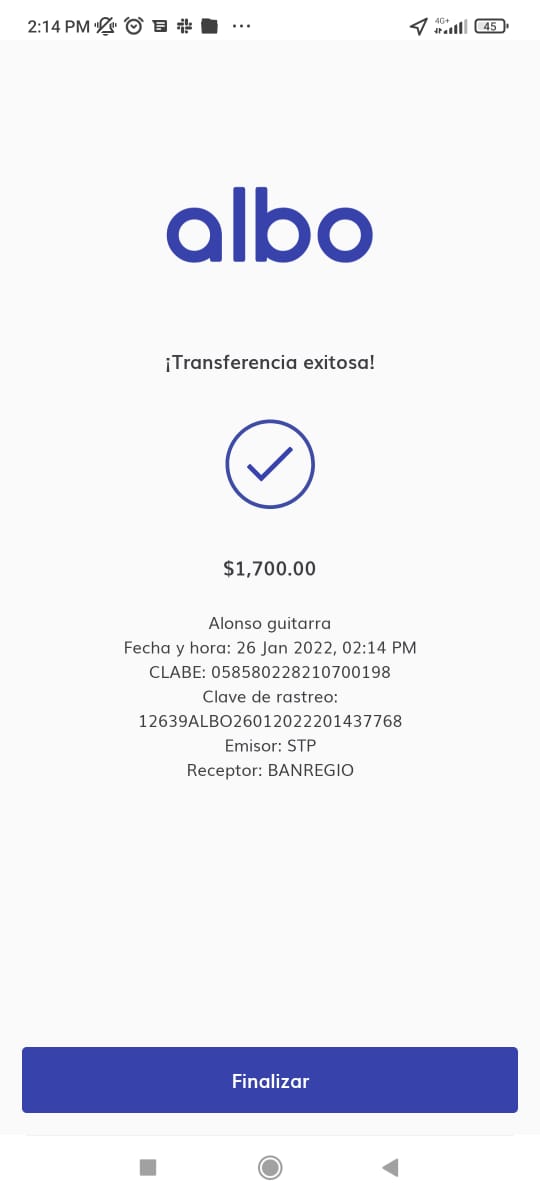 2:14 PM
4G+
45
albo
¡Transferencia exitosa!
$1,700.00
Alonso guitarra
Fecha y hora: 26 Jan 2022, 02:14 PM
CLABE: 058580228210700198
Clave de rastreo:
12639ALBO26012022201437768
Emisor: STP
Receptor: BANREGIO
Finalizar